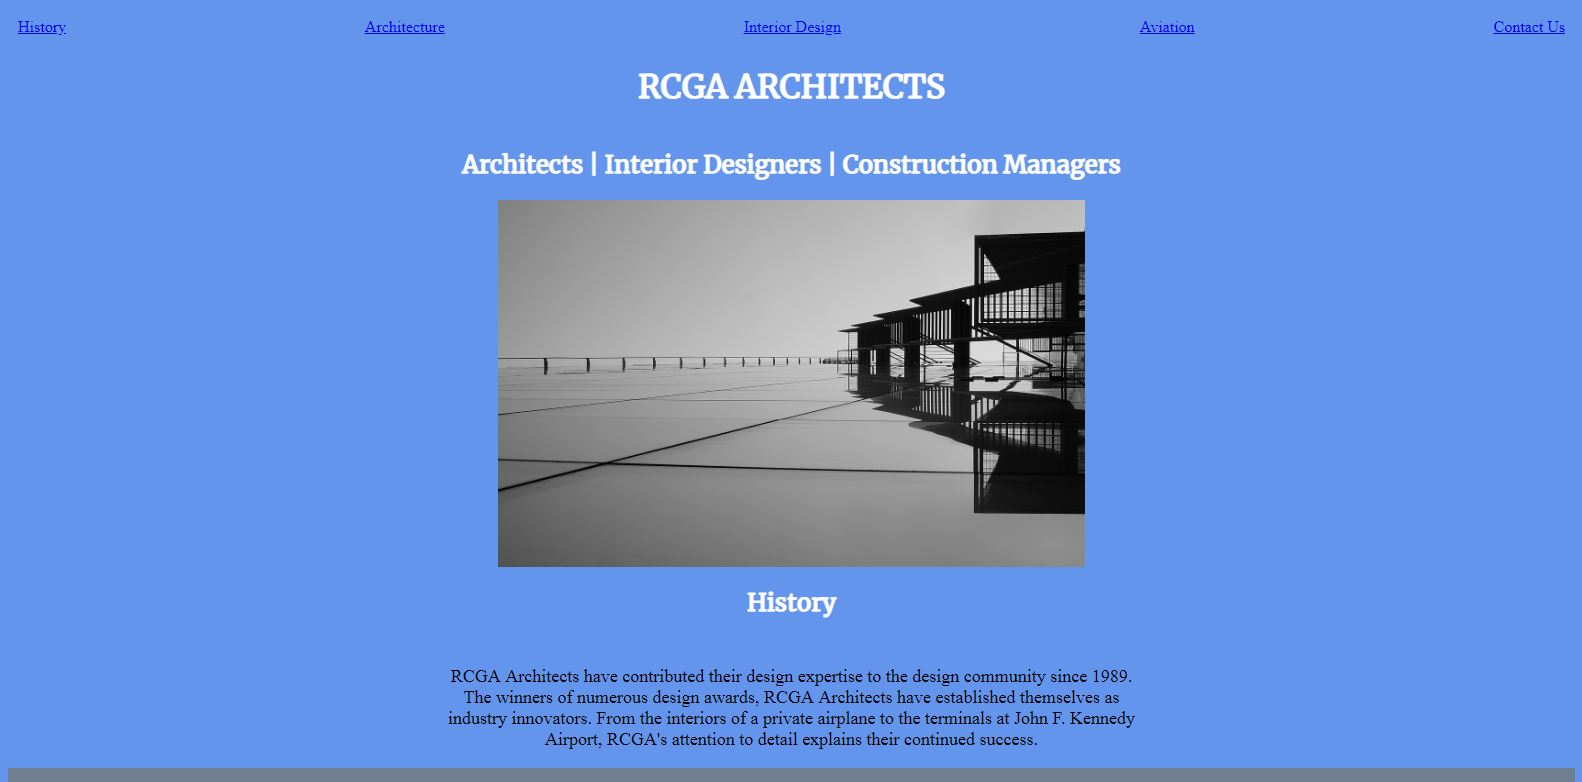 History Architecture Interior Design Aviation Contact Us
RCGA ARCHITECTS
Architects | Interior Designers | Construction Managers
History
RCGA Architects have contributed their design expertise to the design community since 1989.
The winners of numerous design awards, RCGA Architects have established themselves as
industry innovators. From the interiors of a private airplane to the terminals at John F. Kennedy
Airport, RCGA's attention to detail explains their continued success.